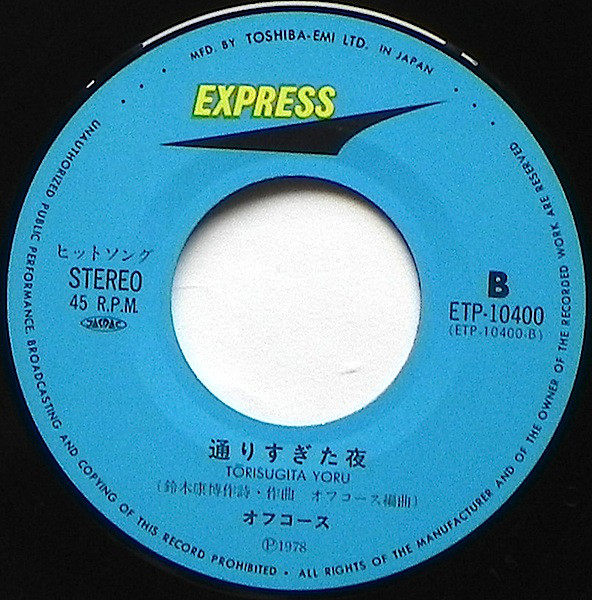 MFD. BY TOSHIBA-EMI LTD. IN JAPAN
EXPRESS
ヒットソング
STEREO
45 R.P.M.
JASRAC
B
ETP-10400
(ETP-10400-B)
通りすぎた夜
TORISUGITA YORU
(鈴木康博作詩・作曲 オフコース編曲)
オフコース
Ⓟ1978
UNAUTHORIZED PUBLIC PERFORMANCE, BROADCASTING AND COPYING OF THIS RECORD PROHIBITED • ALL RIGHTS OF THE MANUFACTURER AND OF THE OWNER OF THE RECORDED WORK ARE RESERVED